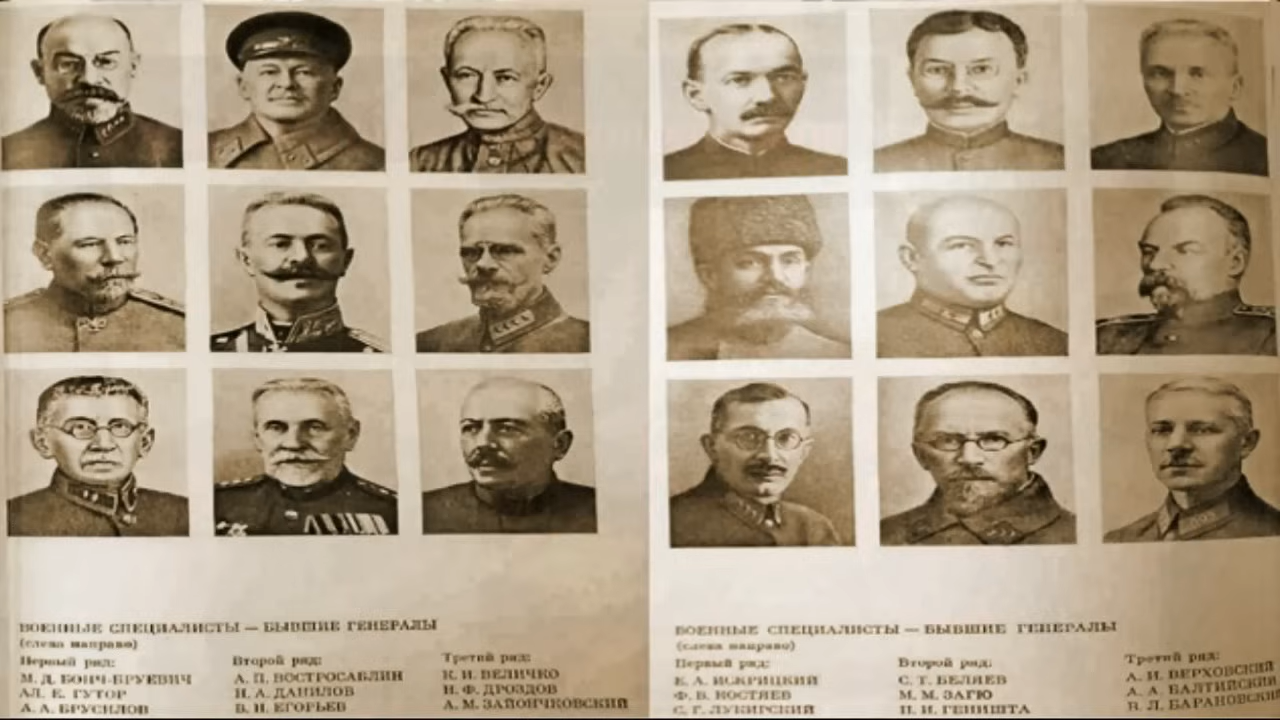 ВОЕННЫЕ СПЕЦИАЛИСТЫ — БЫВШИЕ ГЕНЕРАЛЫ
(слева направо)
Первый ряд:
М. Д. БОНЧ-БРУЕВИЧ
АЛ. Е. ГУТОР
А. А. БРУСИЛОВ
Второй ряд:
А. П. ВОСТРОСАБЛИН
Н. А. ДАНИЛОВ
В. Н. ЕГОРЬЕВ
Третий ряд:
К. И. ВЕЛИЧКО
Н. Ф. ДРОЗДОВ
А. М. ЗАЙОНЧКОВСКИЙ
ВОЕННЫЕ СПЕЦИАЛИСТЫ — БЫВШИЕ ГЕНЕРАЛЫ
(слева направо)
Первый ряд:
Е. А. ИСКРИЦКИЙ
Ф. В. КОСТЯЕВ
С. Г. ЛУКИРСКИЙ
Второй ряд:
С. Т. БЕЛЯЕВ
М. М. ЗАГЮ
П. И. ГЕНИШТА
Третий ряд:
А. И. ВЕРХОВСКИЙ
А. А. БАЛТИЙСКИЙ
В. Л. БАРАНОВСКИЙ